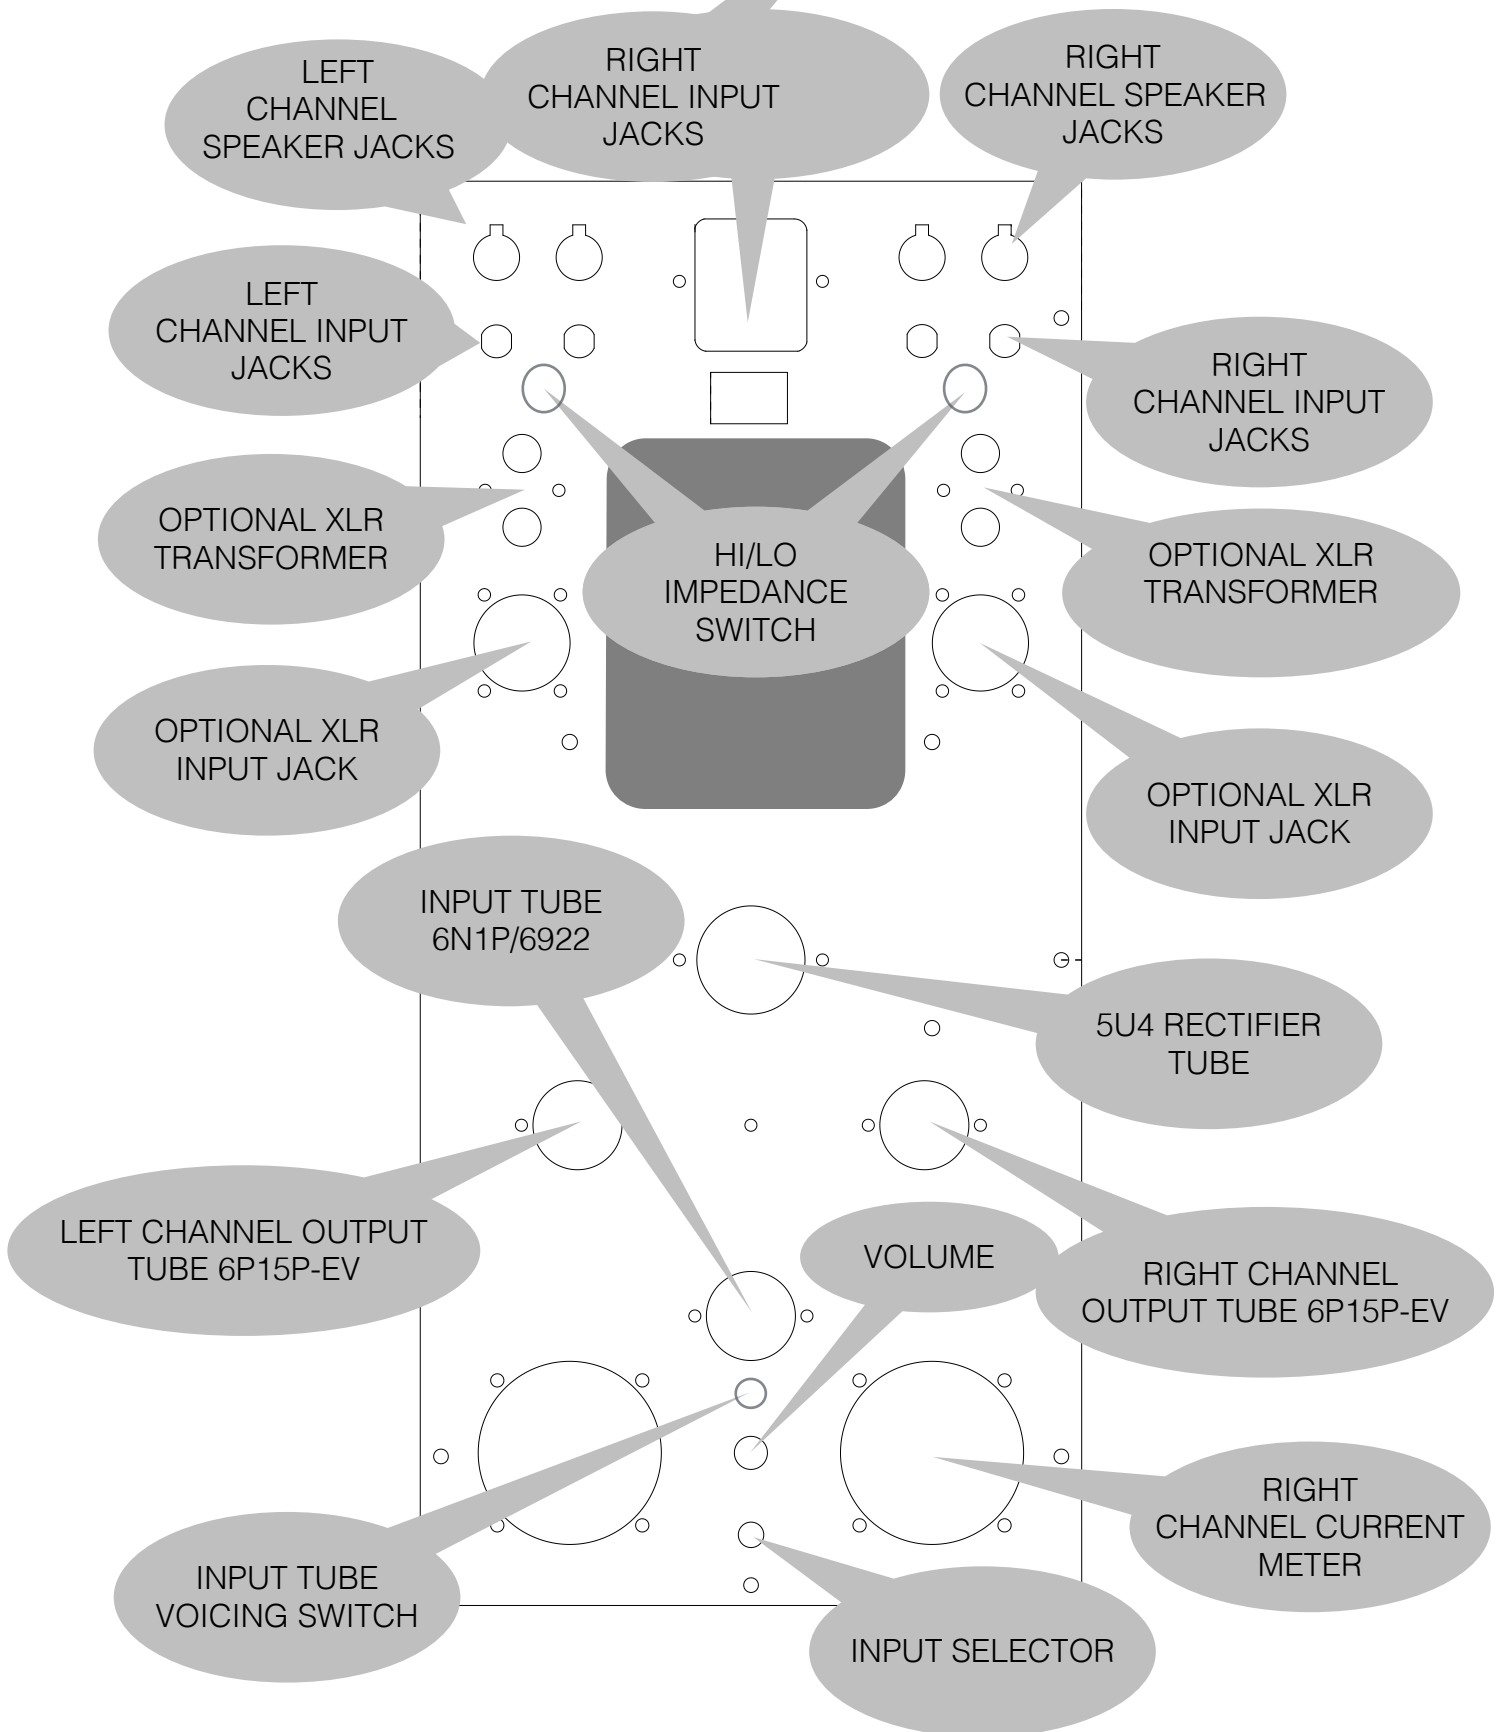 LEFT
CHANNEL
SPEAKER JACKS
RIGHT
CHANNEL INPUT
JACKS
RIGHT
CHANNEL SPEAKER
JACKS
LEFT
CHANNEL INPUT
JACKS
RIGHT
CHANNEL INPUT
JACKS
OPTIONAL XLR
TRANSFORMER
HI/LO
IMPEDANCE
SWITCH
OPTIONAL XLR
TRANSFORMER
OPTIONAL XLR
INPUT JACK
OPTIONAL XLR
INPUT JACK
INPUT TUBE
6N1P/6922
5U4 RECTIFIER
TUBE
LEFT CHANNEL OUTPUT
TUBE 6P15P-EV
VOLUME
RIGHT CHANNEL
OUTPUT TUBE 6P15P-EV
RIGHT
CHANNEL CURRENT
METER
INPUT TUBE
VOICING SWITCH
INPUT SELECTOR